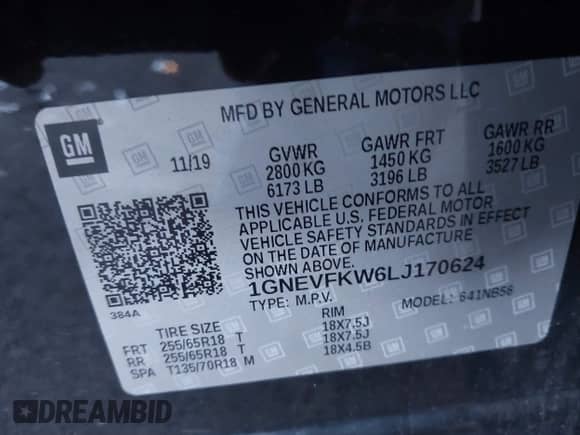 MFD BY GENERAL MOTORS LLC
GM
11/19
GVWR
2800 KG
6173 LB
GAWR FRT
1450 KG
3196 LB
GAWR RR
1600 KG
3527 LB
THIS VEHICLE CONFORMS TO ALL
APPLICABLE U.S. FEDERAL MOTOR
VEHICLE SAFETY STANDARDS IN EFFECT
ON THE DATE OF MANUFACTURE
SHOWN ABOVE.
1GNEVFKW6LJ170624
TYPE: M.P.V. MODEL: 641NB56
384A
TIRE SIZE RIM
FRT 255/65R18 T 18X7.5J
RR 255/65R18 T 18X7.5J
SPA T135/70R18 M 18X4.5B
DREAMBID